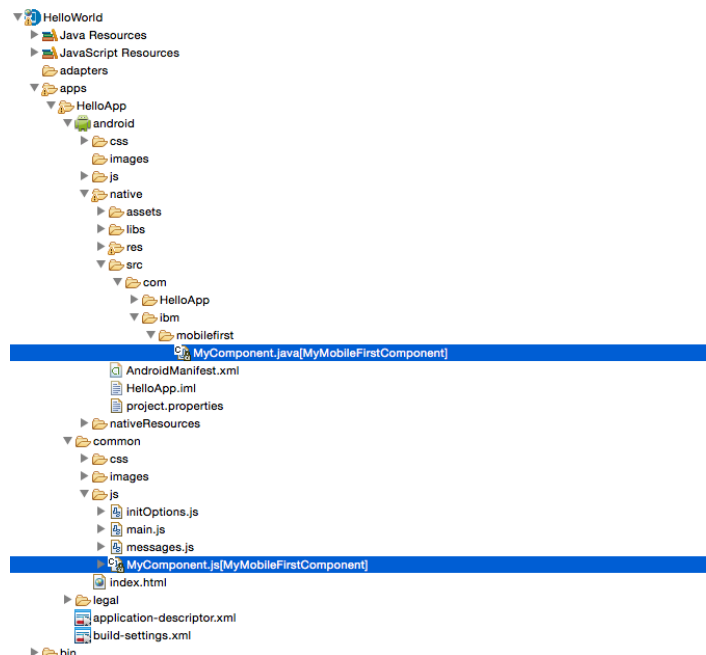 HelloWorld
Java Resources
JavaScript Resources
adapters
apps
HelloApp
android
css
images
js
native
assets
libs
res
src
com
HelloApp
ibm
mobilefirst
MyComponent.java[MyMobileFirstComponent]
AndroidManifest.xml
HelloApp.iml
project.properties
nativeResources
common
css
images
js
initOptions.js
main.js
messages.js
MyComponent.js[MyMobileFirstComponent]
index.html
legal
application-descriptor.xml
build-settings.xml
bin